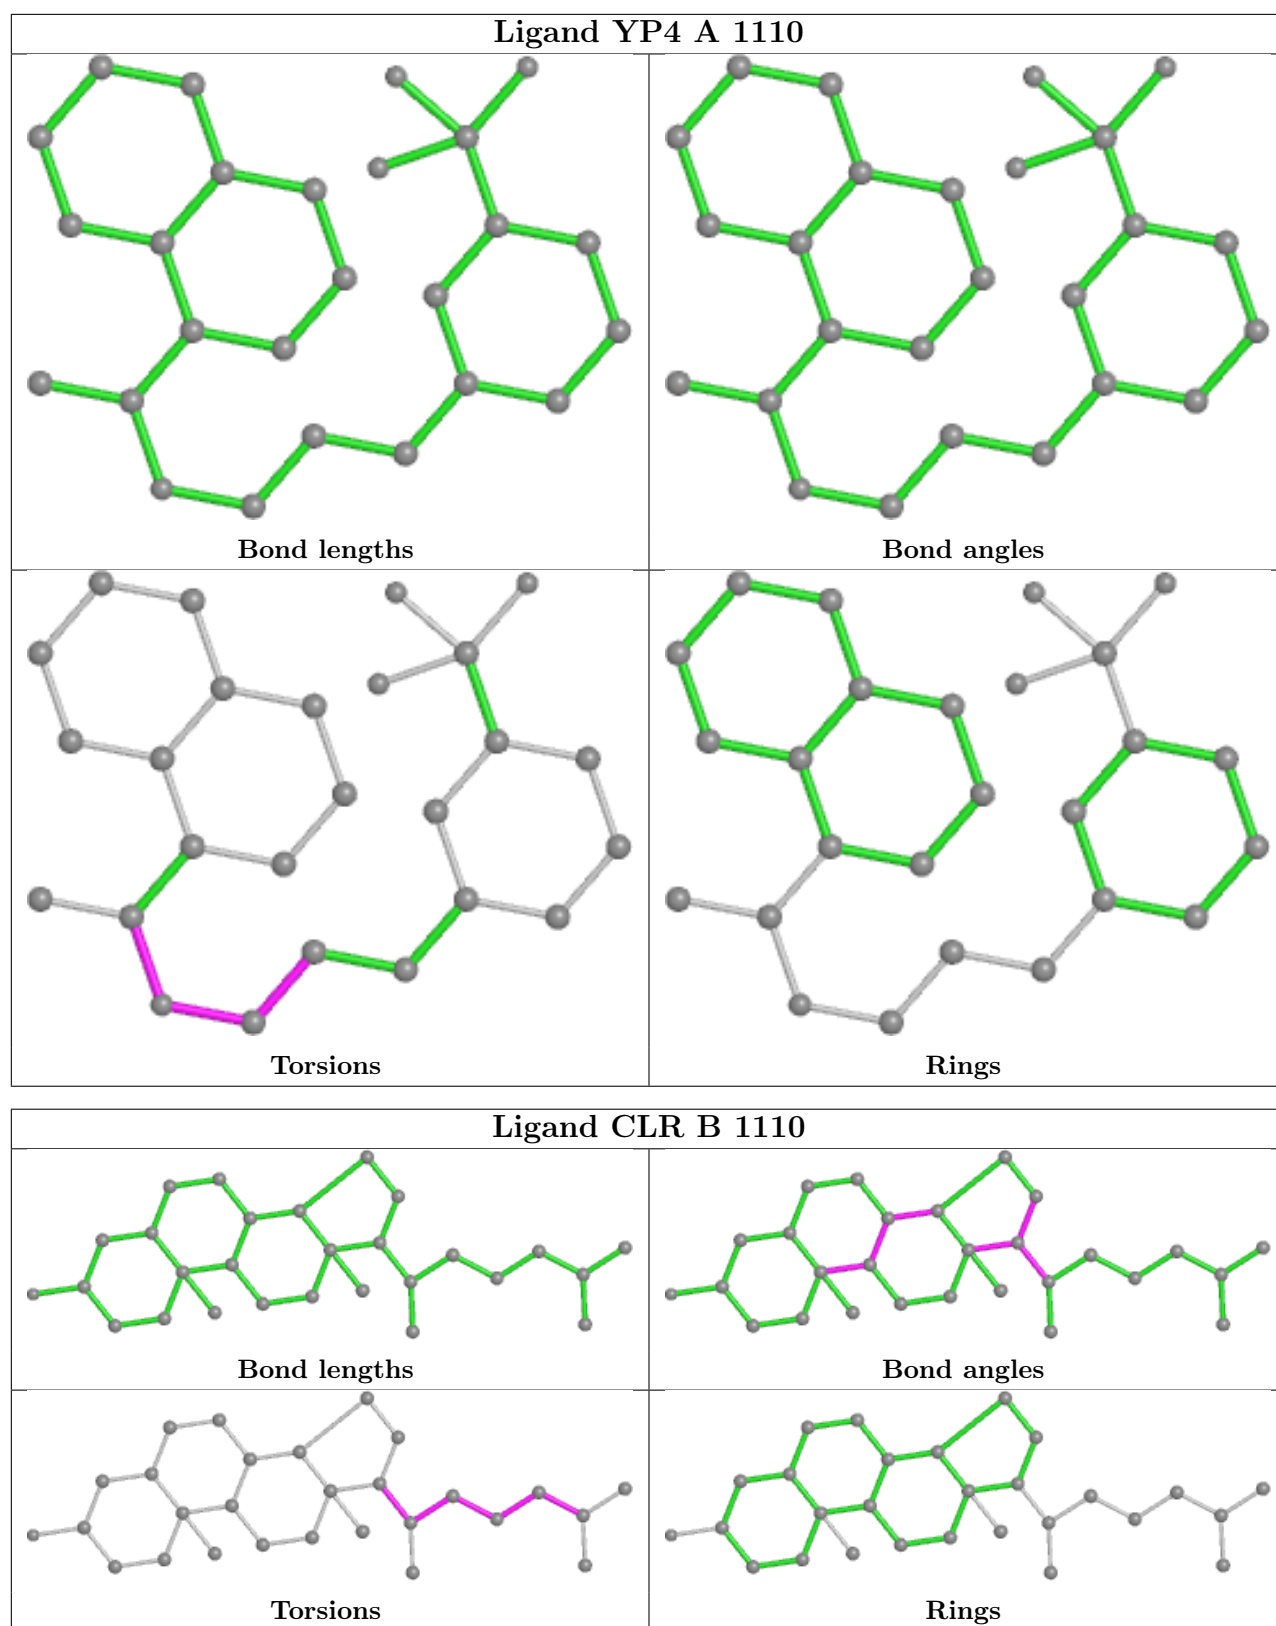 Ligand YP4 A 1110
Bond lengths
Bond angles
Torsions
Rings
Ligand CLR B 1110
Bond lengths
Bond angles
Torsions
Rings